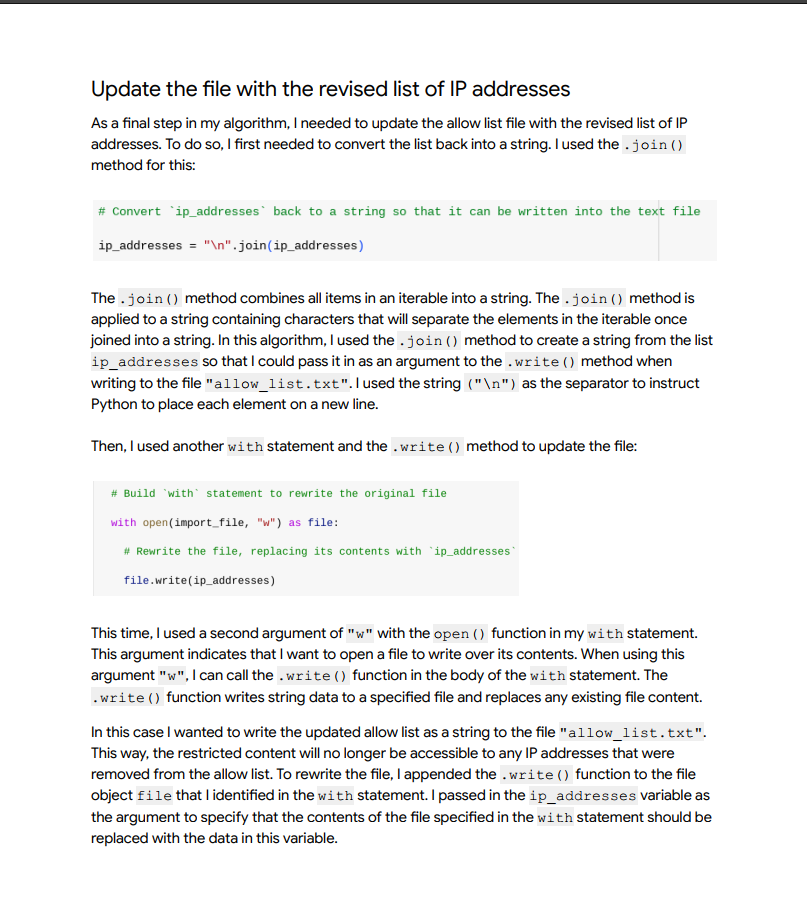 Update the file with the revised list of IP addresses
As a final step in my algorithm, I needed to update the allow list file with the revised list of IP
addresses. To do so, I first needed to convert the list back into a string. I used the .join()
method for this:
# Convert `ip_addresses` back to a string so that it can be written into the text file
ip_addresses = "\n".join(ip_addresses)
The .join() method combines all items in an iterable into a string. The .join() method is
applied to a string containing characters that will separate the elements in the iterable once
joined into a string. In this algorithm, I used the .join() method to create a string from the list
ip_addresses so that I could pass it in as an argument to the .write() method when
writing to the file "allow_list.txt". I used the string ("\n") as the separator to instruct
Python to place each element on a new line.
Then, I used another with statement and the .write() method to update the file:
# Build `with` statement to rewrite the original file
with open(import_file, "w") as file:
# Rewrite the file, replacing its contents with `ip_addresses`
file.write(ip_addresses)
This time, I used a second argument of "w" with the open() function in my with statement.
This argument indicates that I want to open a file to write over its contents. When using this
argument "w", I can call the .write() function in the body of the with statement. The
.write() function writes string data to a specified file and replaces any existing file content.
In this case I wanted to write the updated allow list as a string to the file "allow_list.txt".
This way, the restricted content will no longer be accessible to any IP addresses that were
removed from the allow list. To rewrite the file, I appended the .write() function to the file
object file that I identified in the with statement. I passed in the ip_addresses variable as
the argument to specify that the contents of the file specified in the with statement should be
replaced with the data in this variable.